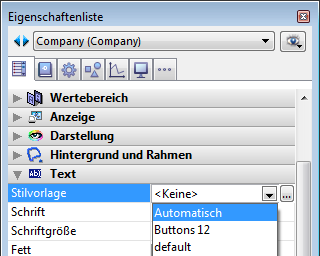 Eigenschaftenliste
Company (Company)
Wertebereich
Anzeige
Darstellung
Hintergrund und Rahmen
Abl Text
Stilvorlage <Keine> ...
Schrift Automatisch
Schriftgröße Buttons 12
Fett default